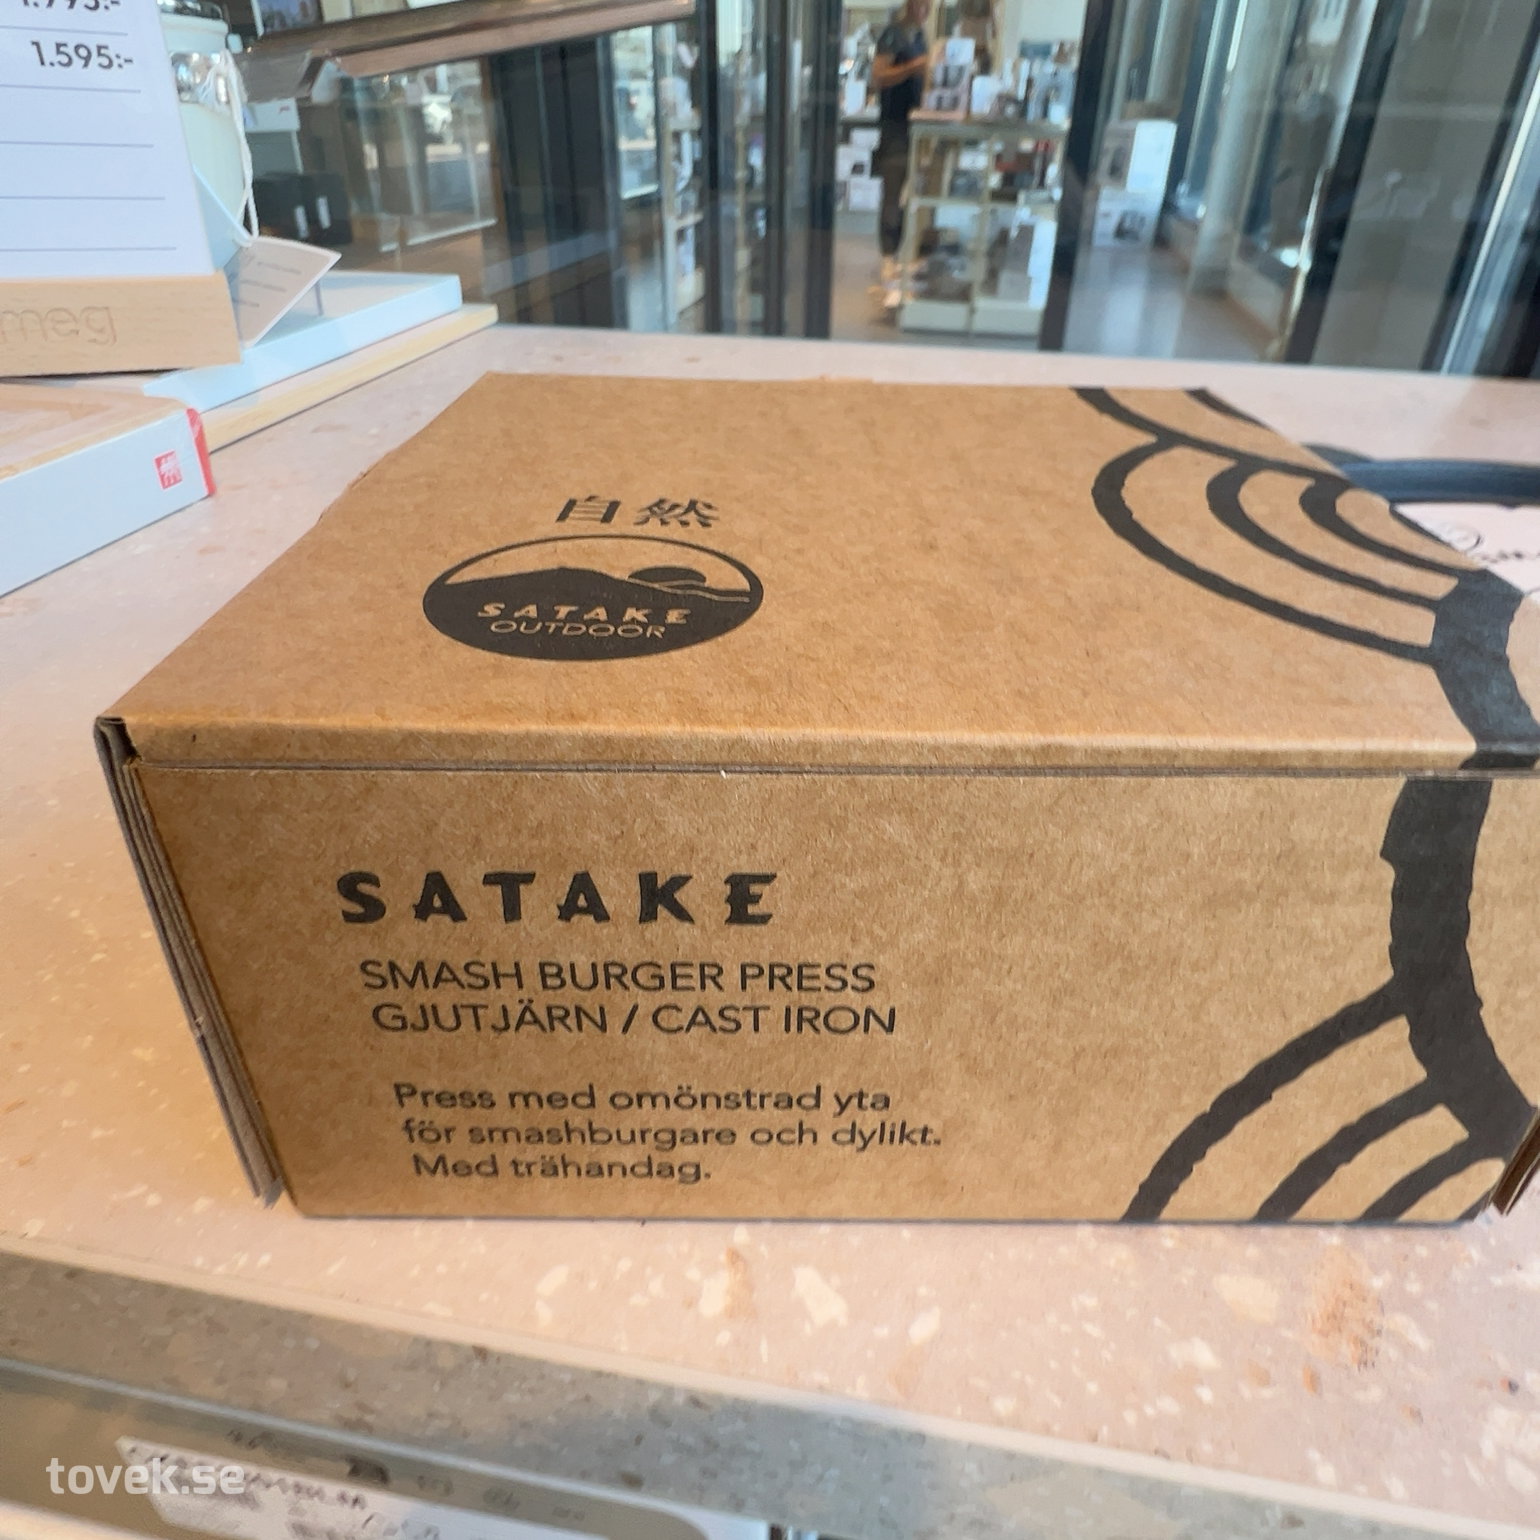 1.595:-
meg
自然
SATAKE
OUTDOOR
SATAKE
SMASH BURGER PRESS
GJUTJÄRN / CAST IRON
Press med omönstrad yta
för smashburgare och dylikt.
Med trähandag.
tovek.se